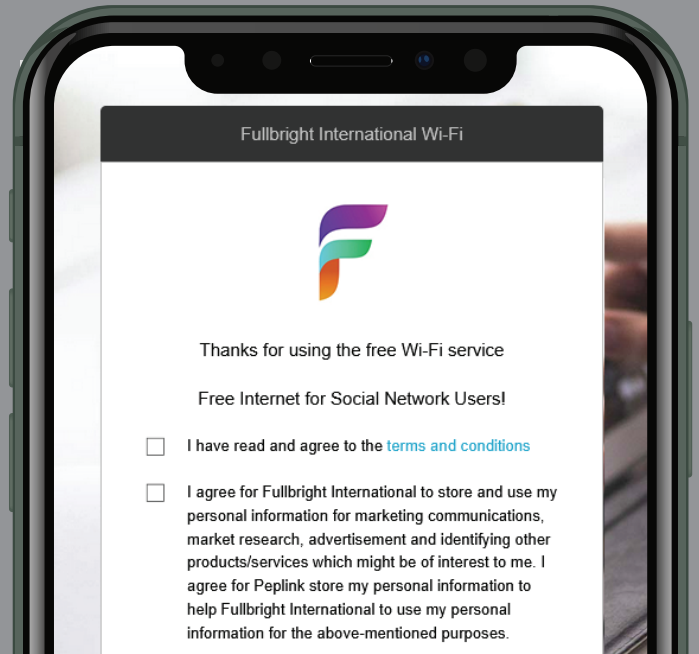 Fullbright International Wi-Fi
Thanks for using the free Wi-Fi service
Free Internet for Social Network Users!
I have read and agree to the terms and conditions
I agree for Fullbright International to store and use my
personal information for marketing communications,
market research, advertisement and identifying other
products/services which might be of interest to me. I
agree for Peplink store my personal information to
help Fullbright International to use my personal
information for the above-mentioned purposes.